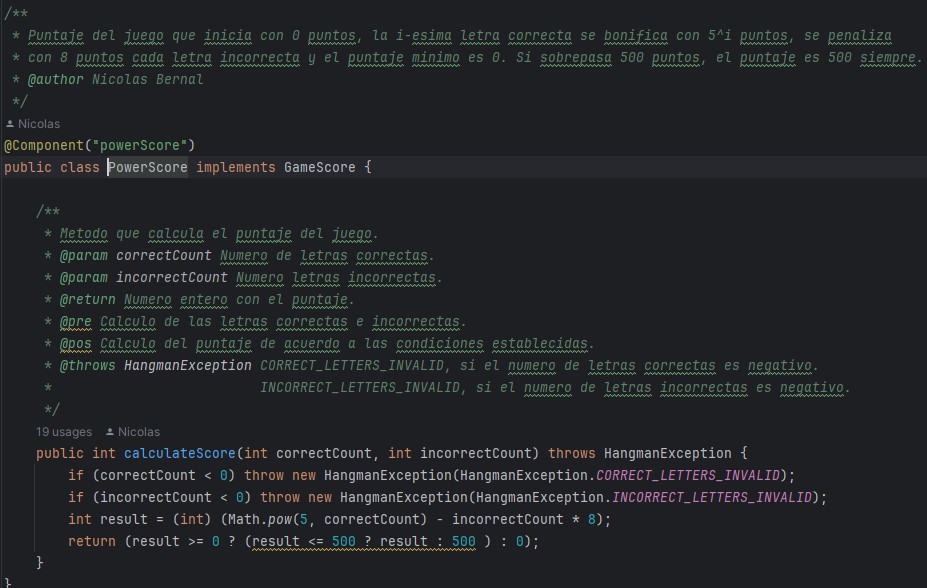 /**
 * Puntaje del juego que inicia con 0 puntos, la i-esima letra correcta se bonifica con 5^i puntos, se penaliza
 * con 8 puntos cada letra incorrecta y el puntaje minimo es 0. Si sobrepasa 500 puntos, el puntaje es 500 siempre.
 * @author Nicolas Bernal
 */
Nicolas
@Component("powerScore")
public class PowerScore implements GameScore {
    /**
     * Metodo que calcula el puntaje del juego.
     * @param correctCount Numero de letras correctas.
     * @param incorrectCount Numero letras incorrectas.
     * @return Numero entero con el puntaje.
     * @pre Calculo de las letras correctas e incorrectas.
     * @pos Calculo del puntaje de acuerdo a las condiciones establecidas.
     * @throws HangmanException CORRECT_LETTERS_INVALID, si el numero de letras correctas es negativo.
     *                          INCORRECT_LETTERS_INVALID, si el numero de letras incorrectas es negativo.
     */
    19 usages Nicolas
    public int calculateScore(int correctCount, int incorrectCount) throws HangmanException {
        if (correctCount < 0) throw new HangmanException(HangmanException.CORRECT_LETTERS_INVALID);
        if (incorrectCount < 0) throw new HangmanException(HangmanException.INCORRECT_LETTERS_INVALID);
        int result = (int) (Math.pow(5, correctCount) - incorrectCount * 8);
        return (result >= 0 ? (result <= 500 ? result : 500 ) : 0);
    }
}